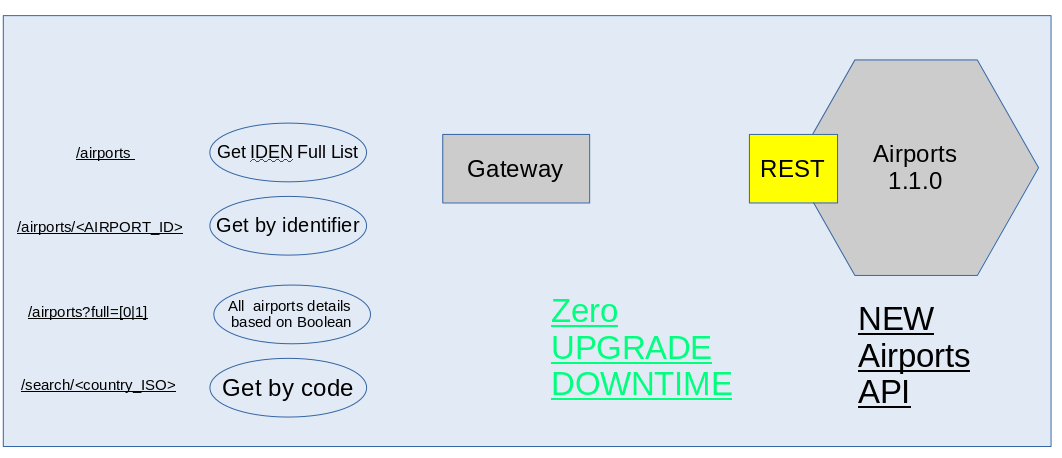 /airports
Get IDEN Full List
Gateway
REST
Airports
1.1.0
/airports/<AIRPORT_ID>
Get by identifier
/airports?full=[0|1]
All  airports details
based on Boolean
Zero
UPGRADE
DOWNTIME
NEW
Airports
API
/search/<country_ISO>
Get by code